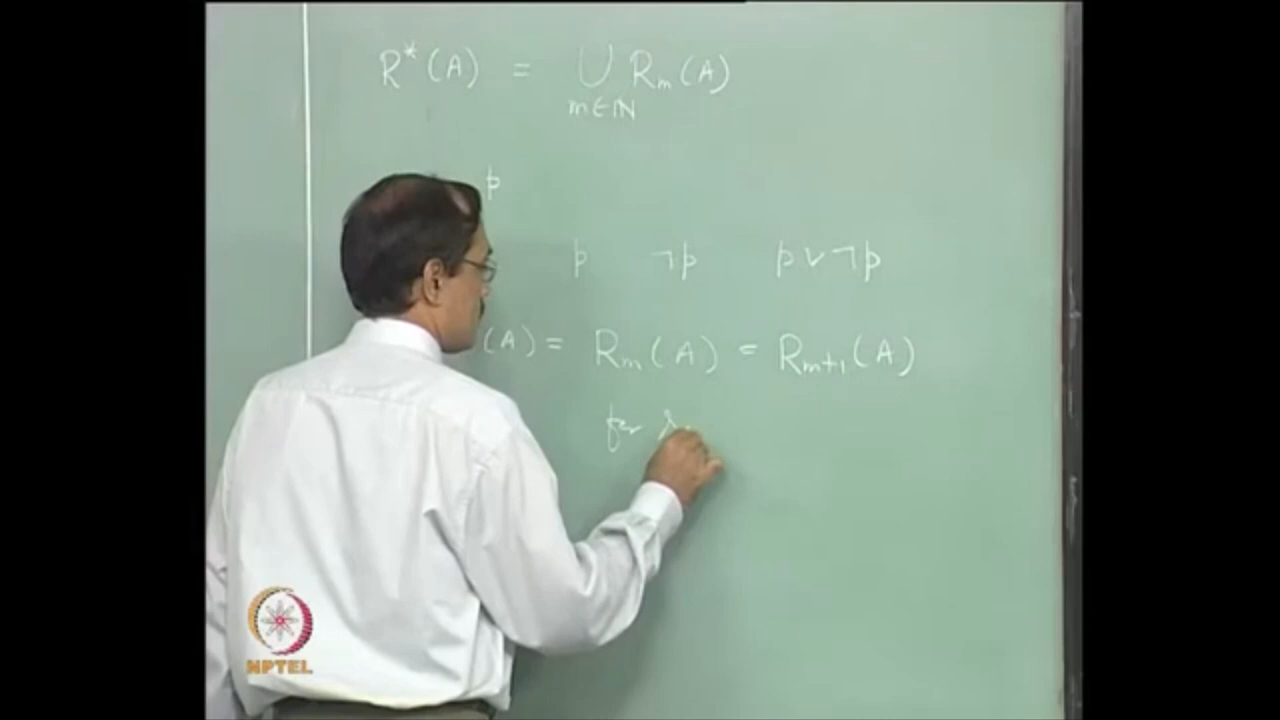 R*(A) = ∪ Rm(A)
m∈ℕ
p
p ¬p p∨¬p
(A) = Rm(A) = Rm+1(A)
for
NPTEL